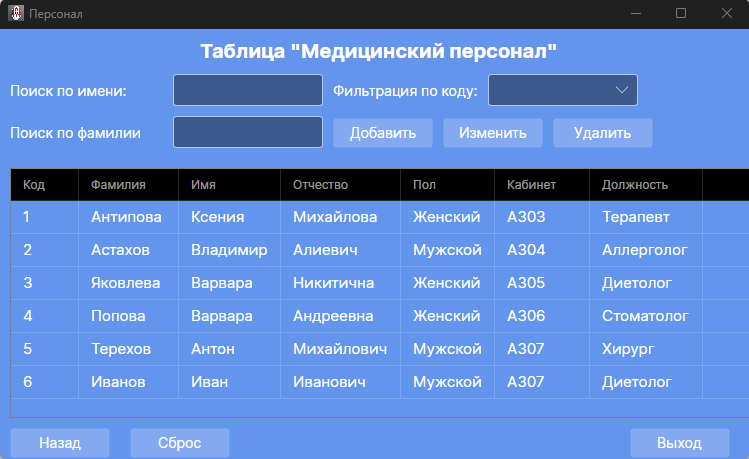 Персонал
Таблица "Медицинский персонал"
Поиск по имени: Фильтрация по коду:
Поиск по фамилии Добавить Изменить Удалить
Код Фамилия Имя Отчество Пол Кабинет Должность
1 Антипова Ксения Михайлова Женский А303 Терапевт
2 Астахов Владимир Алиевич Мужской А304 Аллерголог
3 Яковлева Варвара Никитична Женский А305 Диетолог
4 Попова Варвара Андреевна Женский А306 Стоматолог
5 Терехов Антон Михайлович Мужской А307 Хирург
6 Иванов Иван Иванович Мужской А307 Диетолог
Назад Сброс Выход